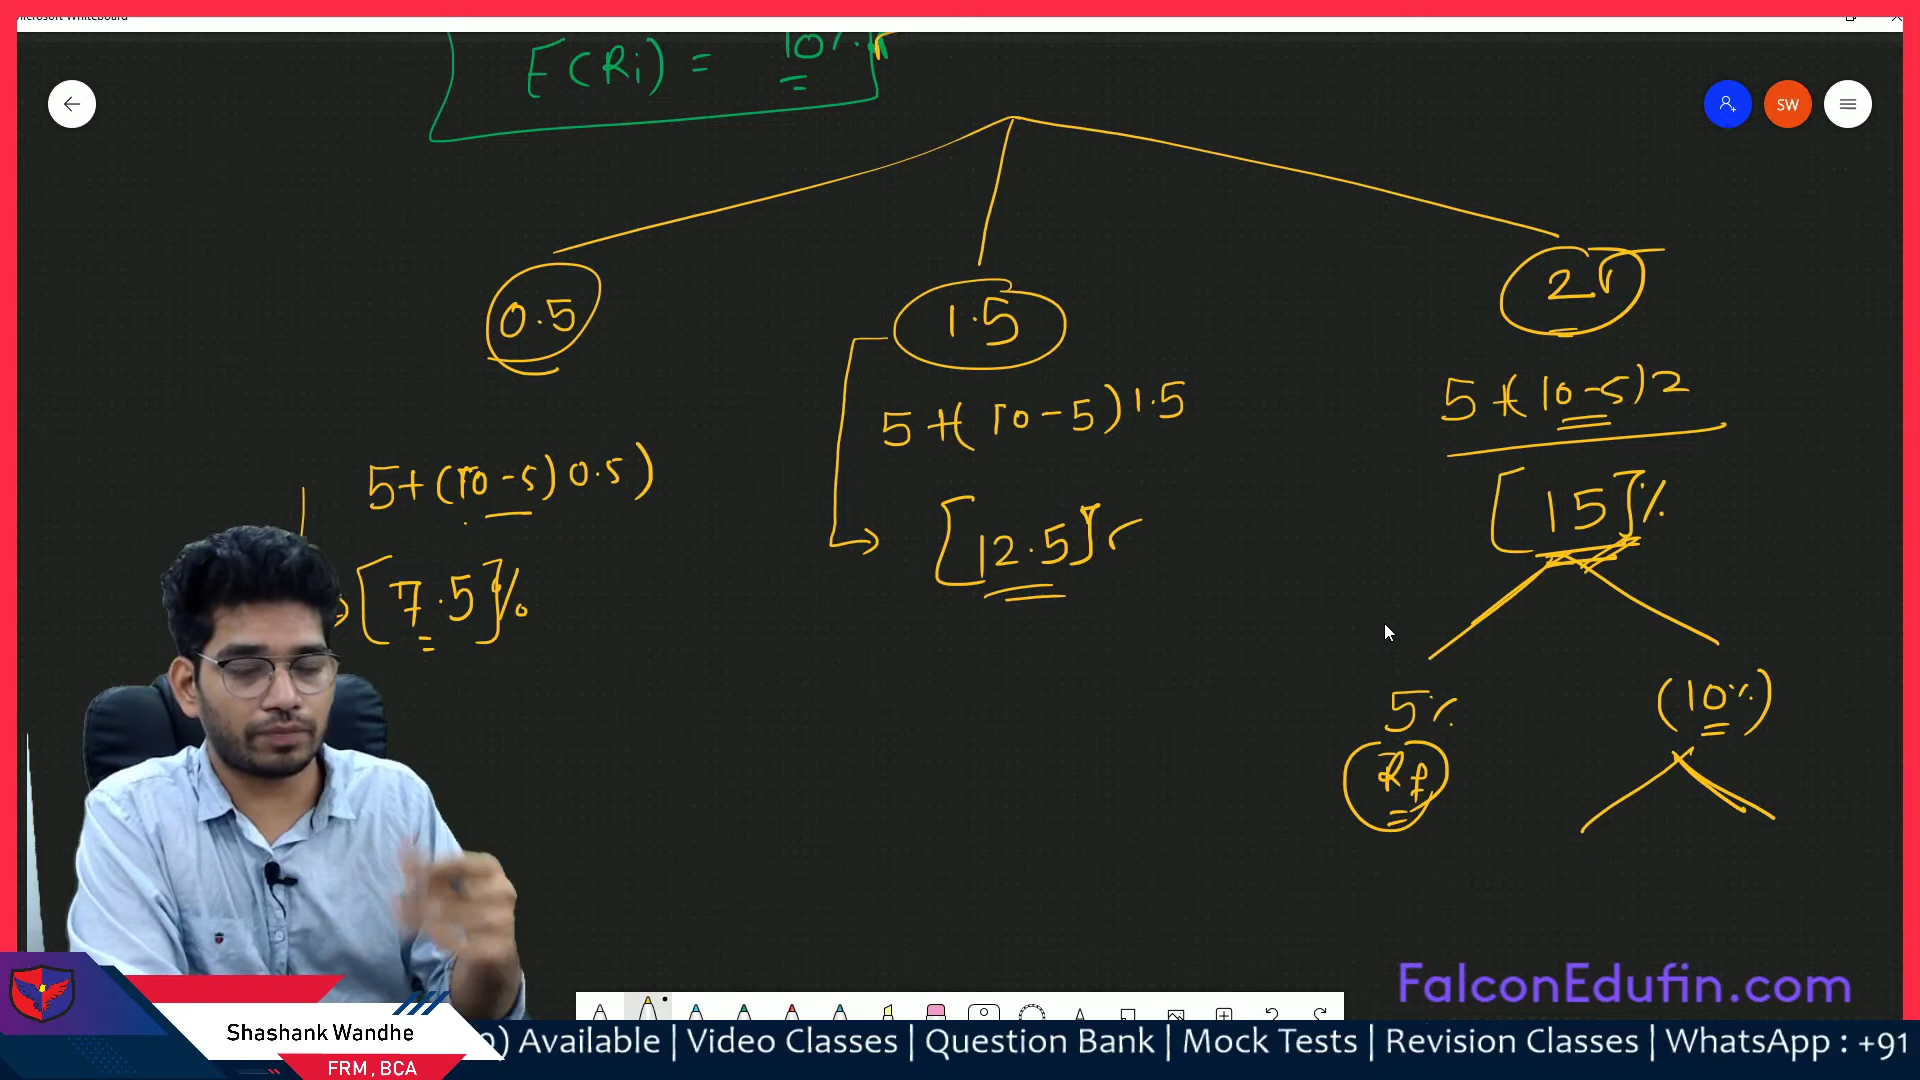 Microsoft Whiteboard
E(Ri) = 10%
SW
0.5
1.5
2
5+(10-5)0.5)
[7.5]%
5+(10-5)1.5
[12.5]
5+(10-5)2
[15]%
5%
Rf
(10%)
FalconEdufin.com
Shashank Wandhe
FRM, BCA
) Available | Video Classes | Question Bank | Mock Tests | Revision Classes | WhatsApp : +91